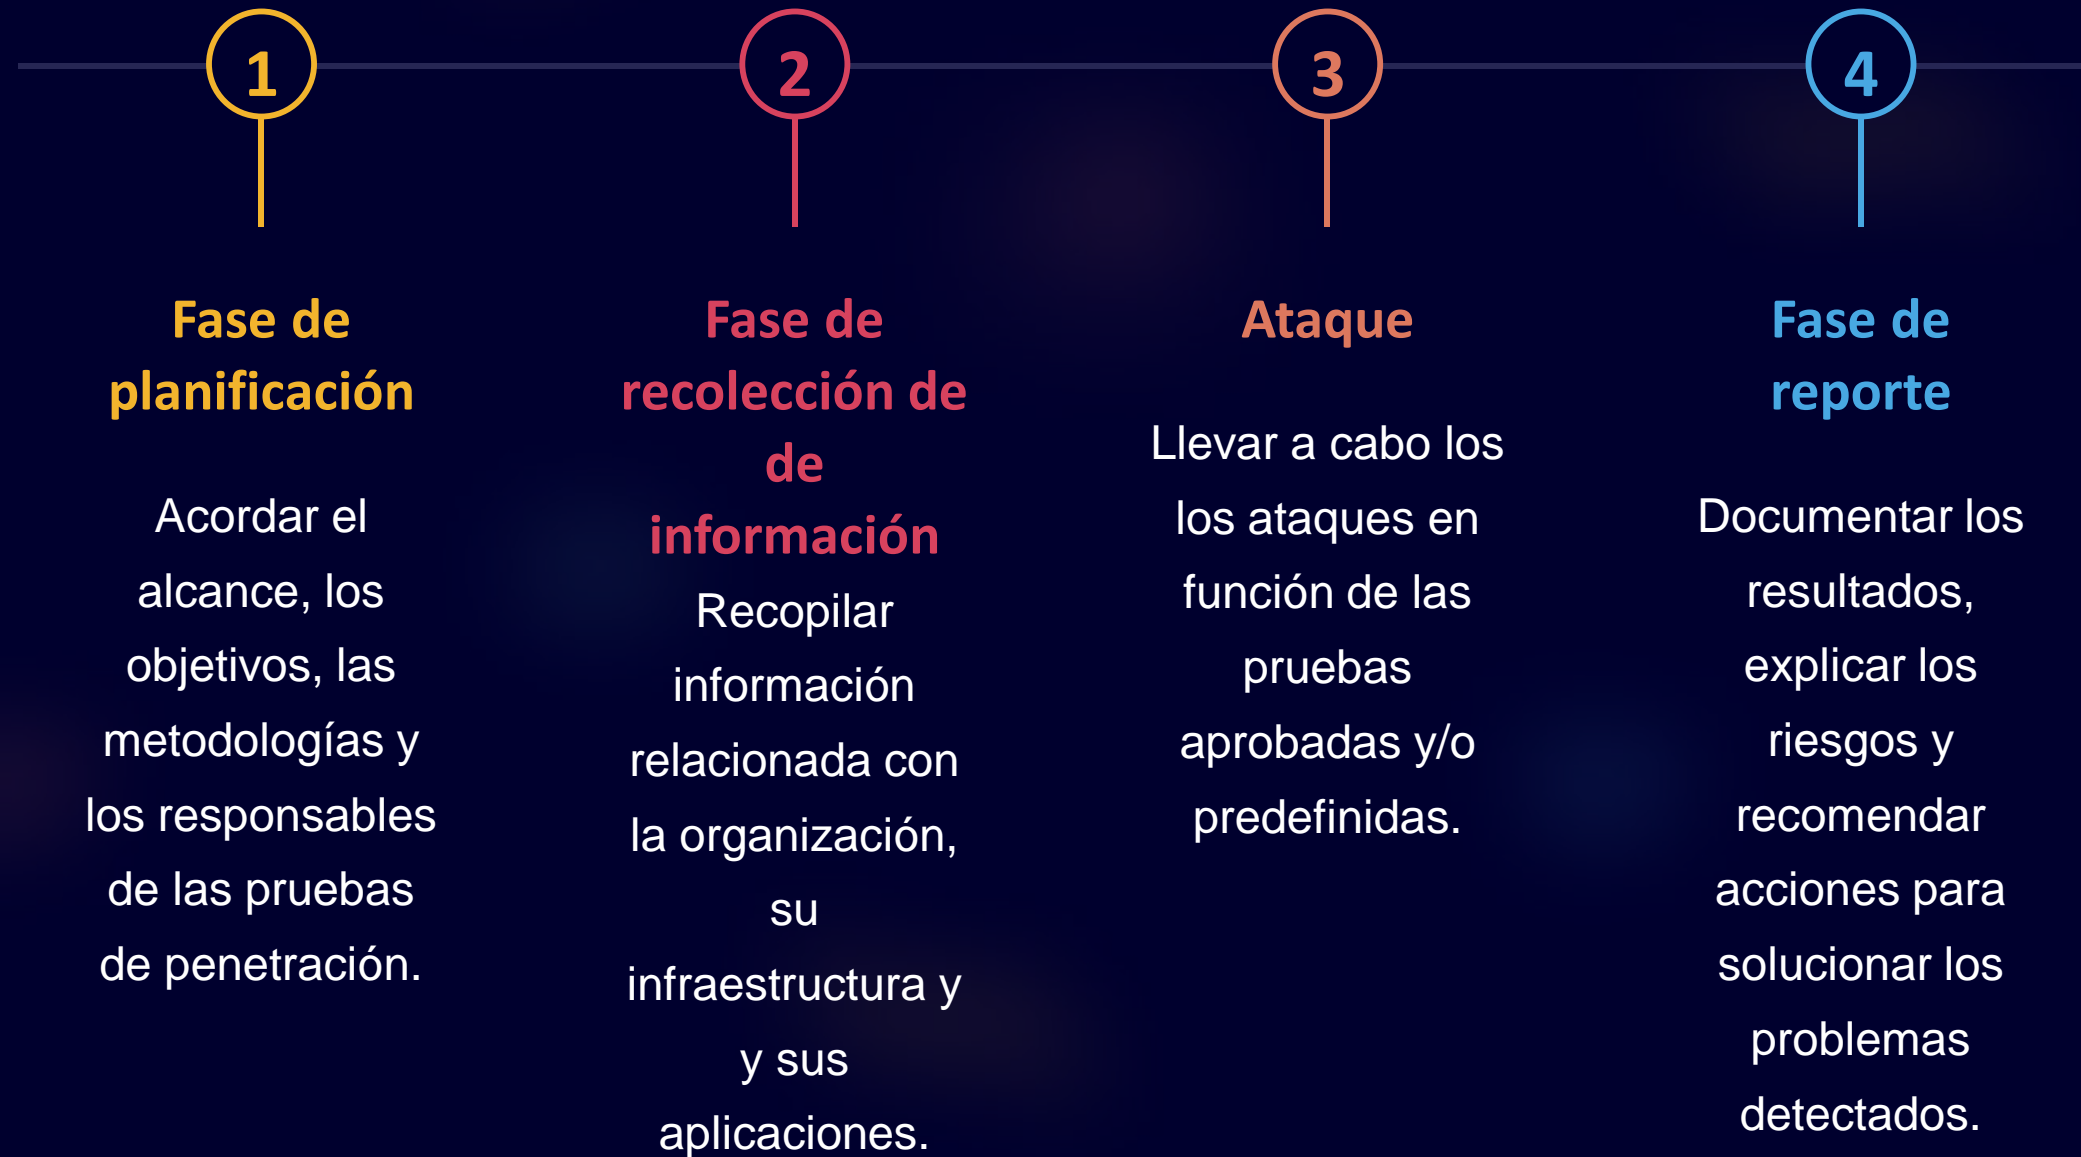 1
Fase de
planificación
Acordar el
alcance, los
objetivos, las
metodologías y
los responsables
de las pruebas
de penetración.
2
Fase de
recolección de
de
información
Recopilar
información
relacionada con
la organización,
su
infraestructura y
y sus
aplicaciones.
3
Ataque
Llevar a cabo los
los ataques en
función de las
pruebas
aprobadas y/o
predefinidas.
4
Fase de
reporte
Documentar los
resultados,
explicar los
riesgos y
recomendar
acciones para
solucionar los
problemas
detectados.